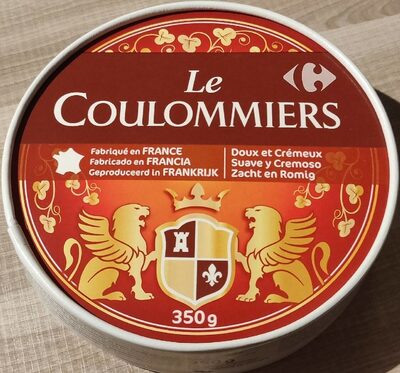 Le
COULOMMIERS
Fabriqué en FRANCE
Fabricado en FRANCIA
Geproduceerd in FRANKRIJK
Doux et Crémeux
Suave y Cremoso
Zacht en Romig
350g